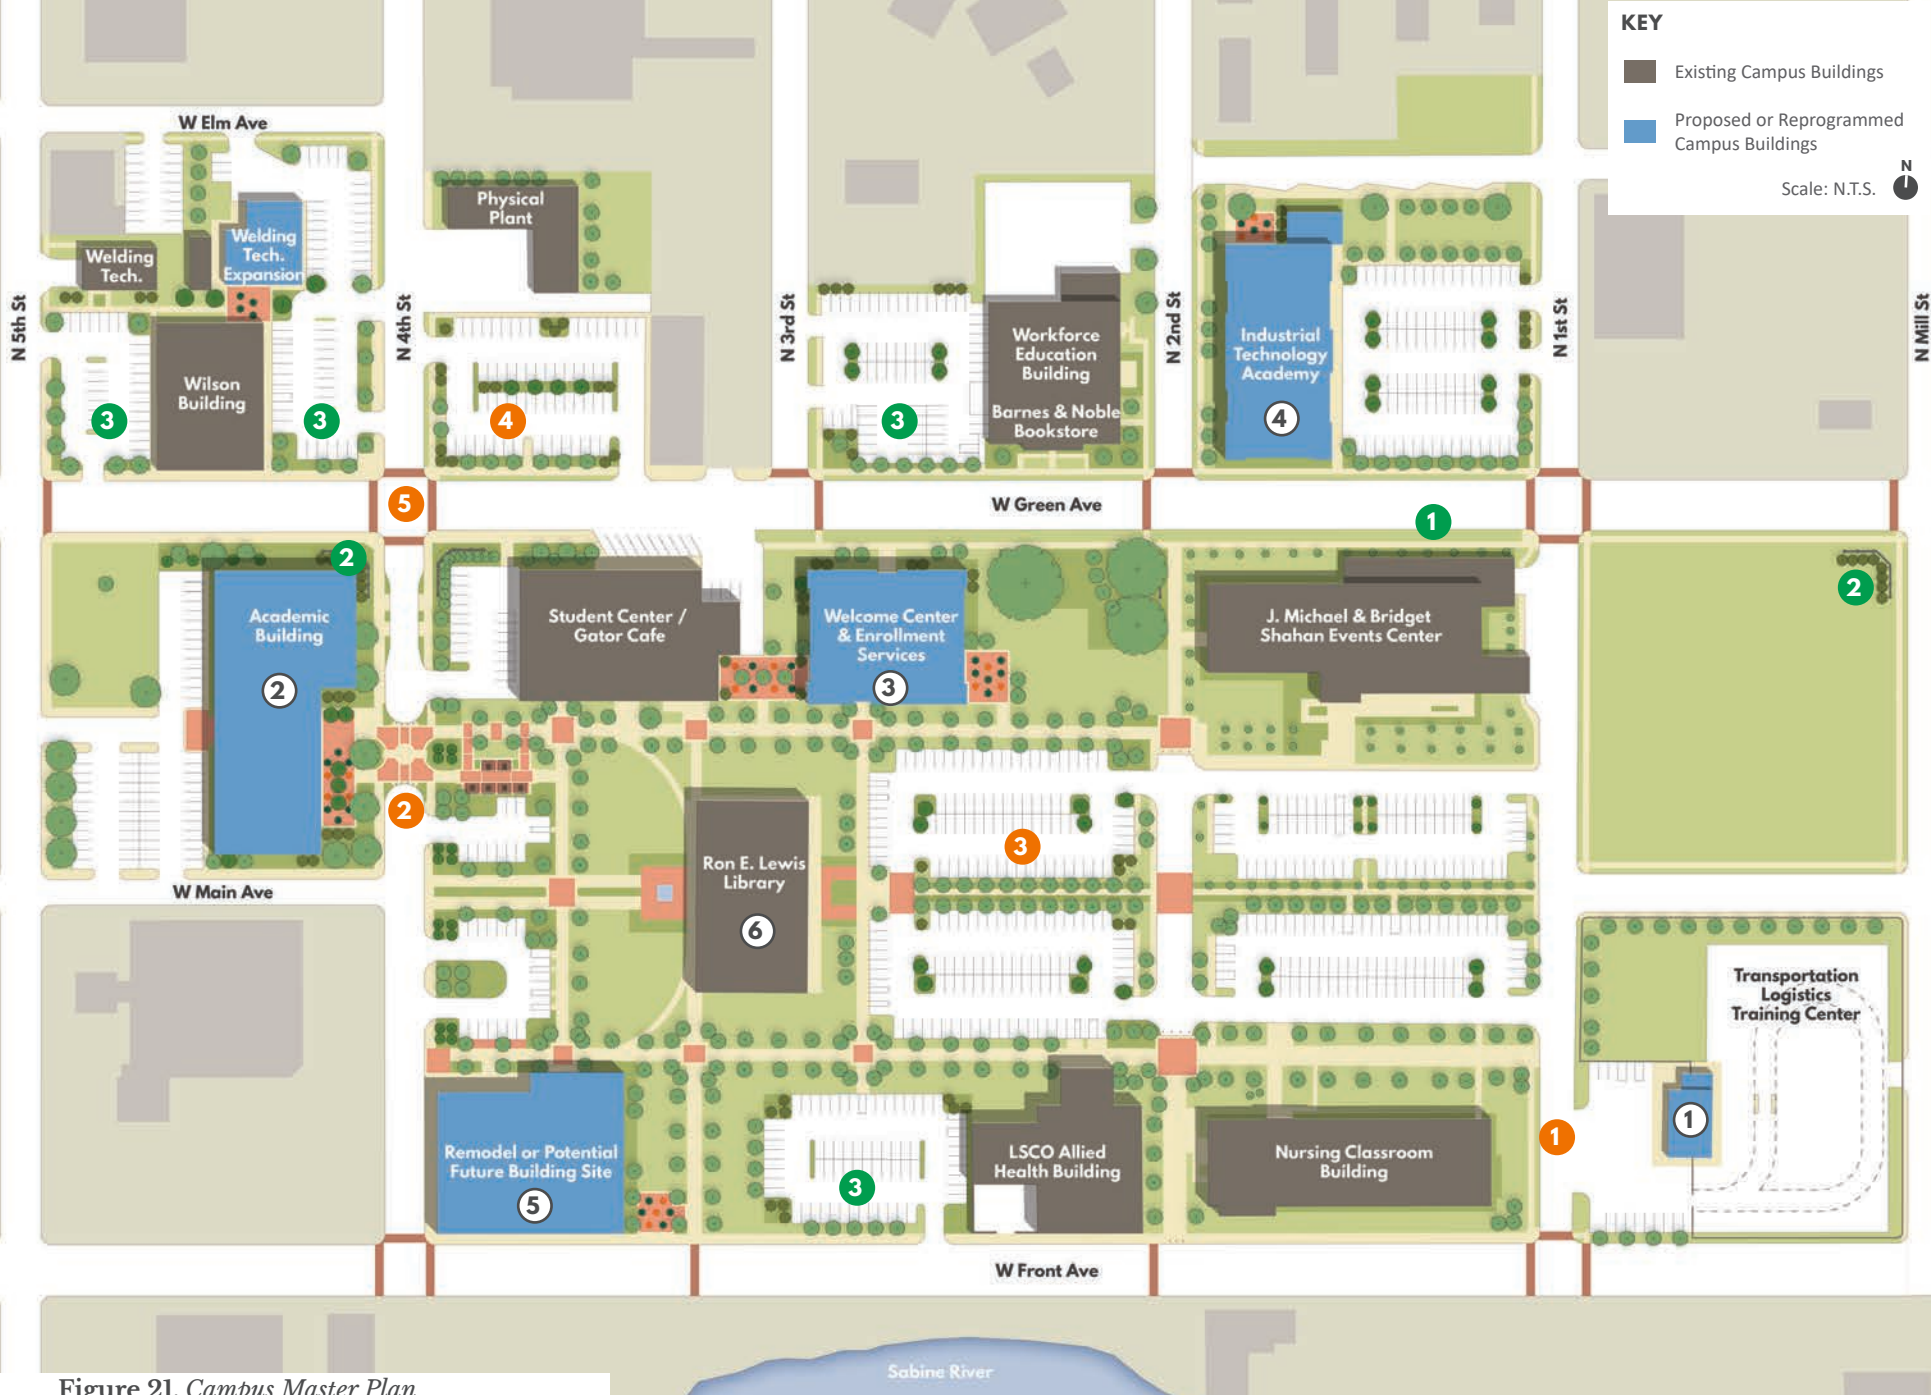 KEY
Existing Campus Buildings
Proposed or Reprogrammed
Campus Buildings
N
Scale: N.T.S.
W Elm Ave
Physical
Plant
Welding
Tech.
Welding
Tech.
Expansion
N 5th St
N 4th St
N 3rd St
N 2nd St
N 1st St
N Mill St
Wilson
Building
3
3
4
3
Workforce
Education
Building
Barnes & Noble
Bookstore
Industrial
Technology
Academy
4
5
W Green Ave
1
2
2
Academic
Building
2
Student Center /
Gator Cafe
Welcome Center
& Enrollment
Services
3
J. Michael & Bridget
Shahan Events Center
2
3
Ron E. Lewis
Library
6
W Main Ave
Transportation
Logistics
Training Center
1
1
Remodel or Potential
Future Building Site
5
3
LSCO Allied
Health Building
Nursing Classroom
Building
W Front Ave
Sabine River
Figure 21. Campus Master Plan